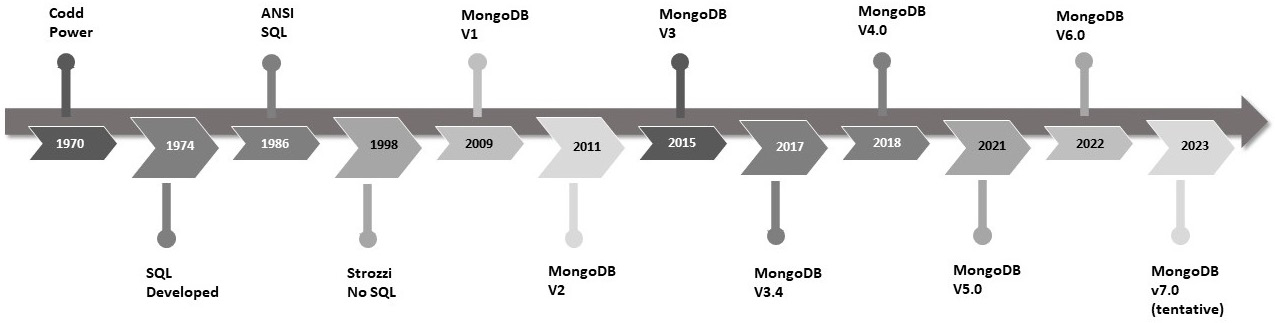 Codd
Power
ANSI
SQL
MongoDB
V1
MongoDB
V3
MongoDB
V4.0
MongoDB
V6.0
1970
1974
1986
1998
2009
2011
2015
2017
2018
2021
2022
2023
SQL
Developed
Strozzi
No SQL
MongoDB
V2
MongoDB
V3.4
MongoDB
V5.0
MongoDB
v7.0
(tentative)